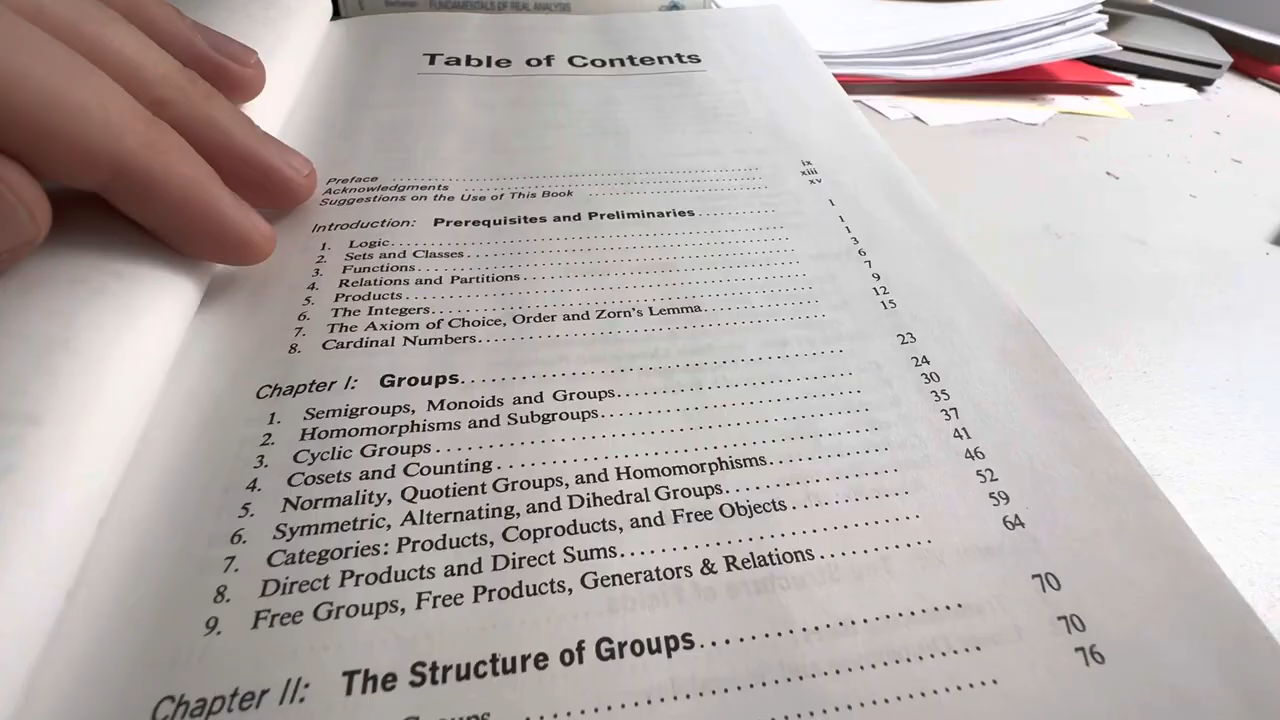 FUNDAMENTALS OF REAL ANALYSIS
Table of Contents
Preface ........ ix
Acknowledgments ........ xiii
Suggestions on the Use of This Book ........ xv
Introduction: Prerequisites and Preliminaries ........ 1
1. Logic ........ 1
2. Sets and Classes ........ 1
3. Functions ........ 3
4. Relations and Partitions ........ 6
5. Products ........ 7
6. The Integers ........ 9
7. The Axiom of Choice, Order and Zorn's Lemma ........ 12
8. Cardinal Numbers ........ 15
Chapter I: Groups ........ 23
1. Semigroups, Monoids and Groups ........ 24
2. Homomorphisms and Subgroups ........ 30
3. Cyclic Groups ........ 35
4. Cosets and Counting ........ 37
5. Normality, Quotient Groups, and Homomorphisms ........ 41
6. Symmetric, Alternating, and Dihedral Groups ........ 46
7. Categories: Products, Coproducts, and Free Objects ........ 52
8. Direct Products and Direct Sums ........ 59
9. Free Groups, Free Products, Generators & Relations ........ 64
Chapter II: The Structure of Groups ........ 70
70
76